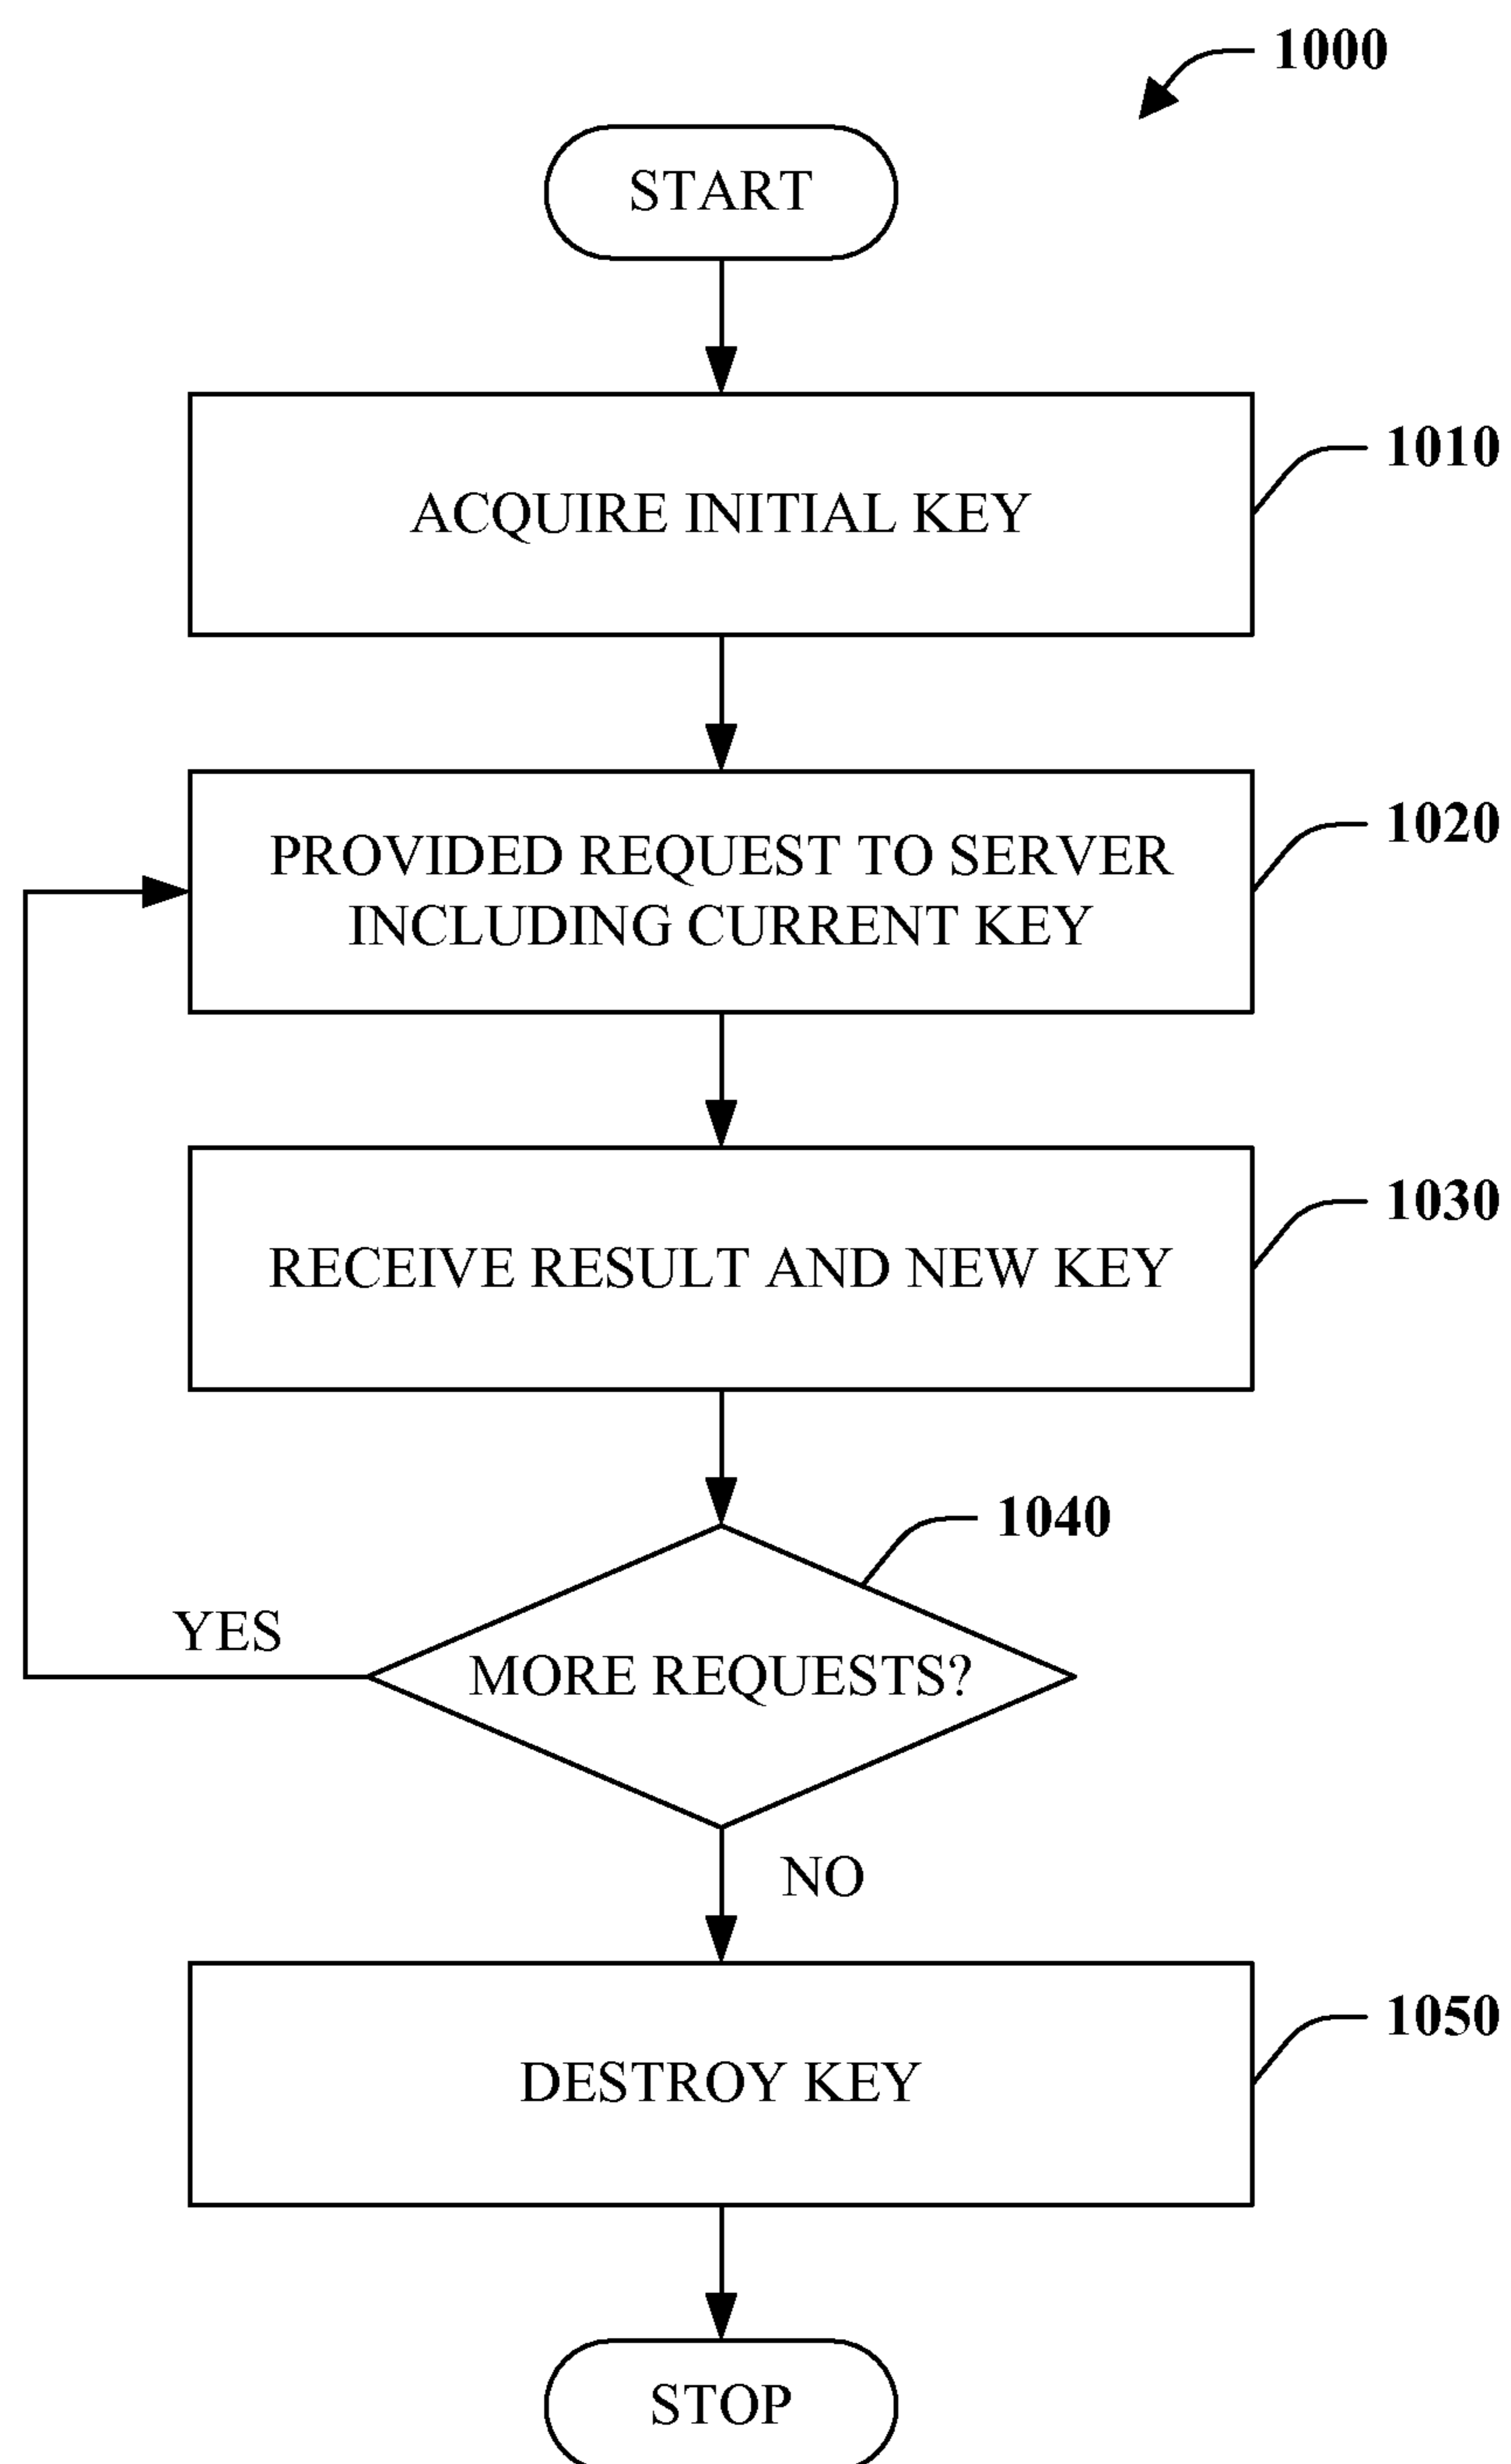 1000
START
ACQUIRE INITIAL KEY
1010
PROVIDED REQUEST TO SERVER
INCLUDING CURRENT KEY
1020
RECEIVE RESULT AND NEW KEY
1030
1040
MORE REQUESTS?
YES
NO
DESTROY KEY
1050
STOP